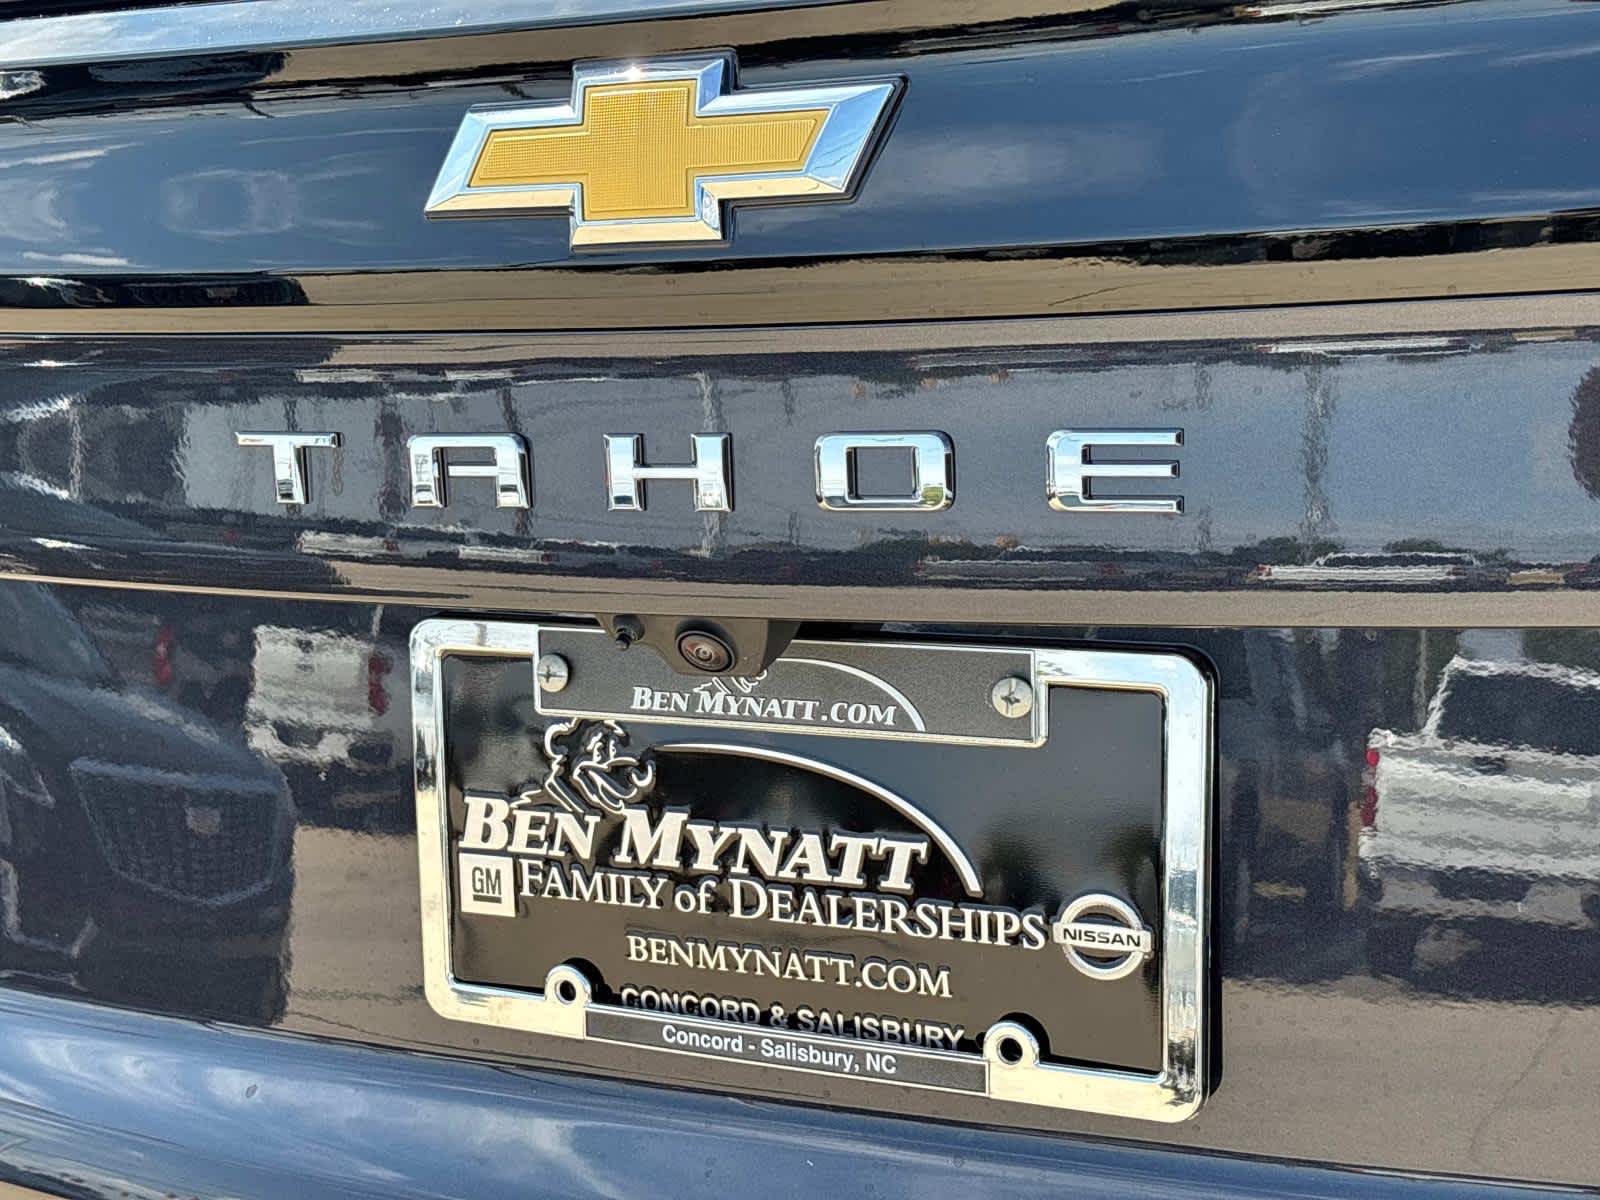 TAHOE
BEN MYNATT.COM
BEN MYNATT
GM
FAMILY of DEALERSHIPS
NISSAN
BENMYNATT.COM
CONCORD & SALISBURY
Concord - Salisbury, NC